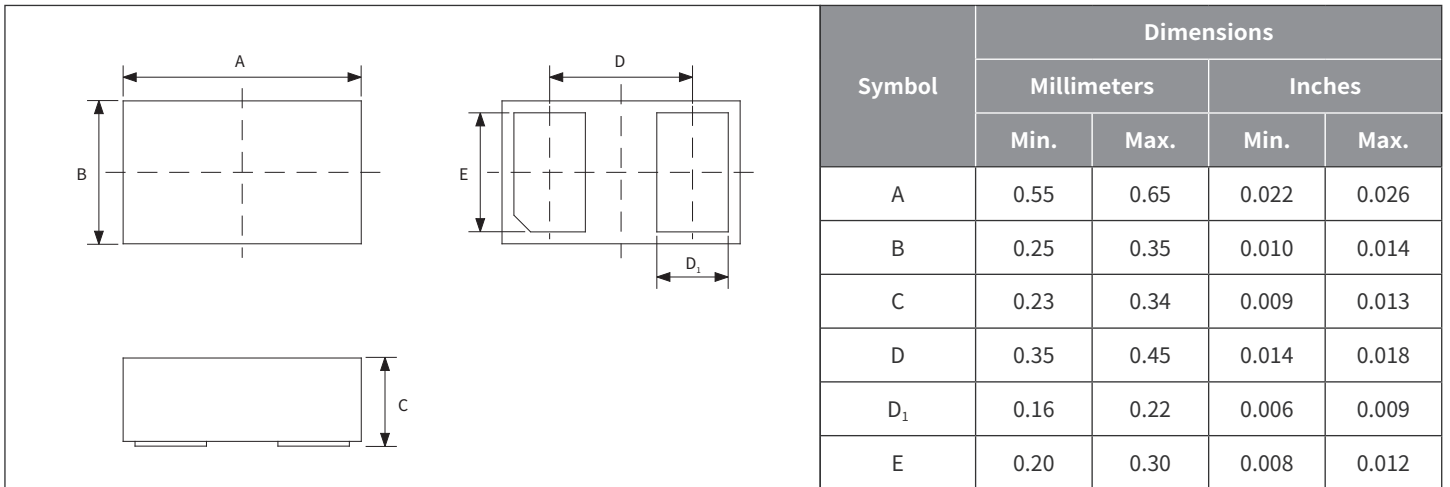 A
B
D
E
D₁
C
Dimensions
Symbol Millimeters Inches
Min. Max. Min. Max.
A 0.55 0.65 0.022 0.026
B 0.25 0.35 0.010 0.014
C 0.23 0.34 0.009 0.013
D 0.35 0.45 0.014 0.018
D₁ 0.16 0.22 0.006 0.009
E 0.20 0.30 0.008 0.012